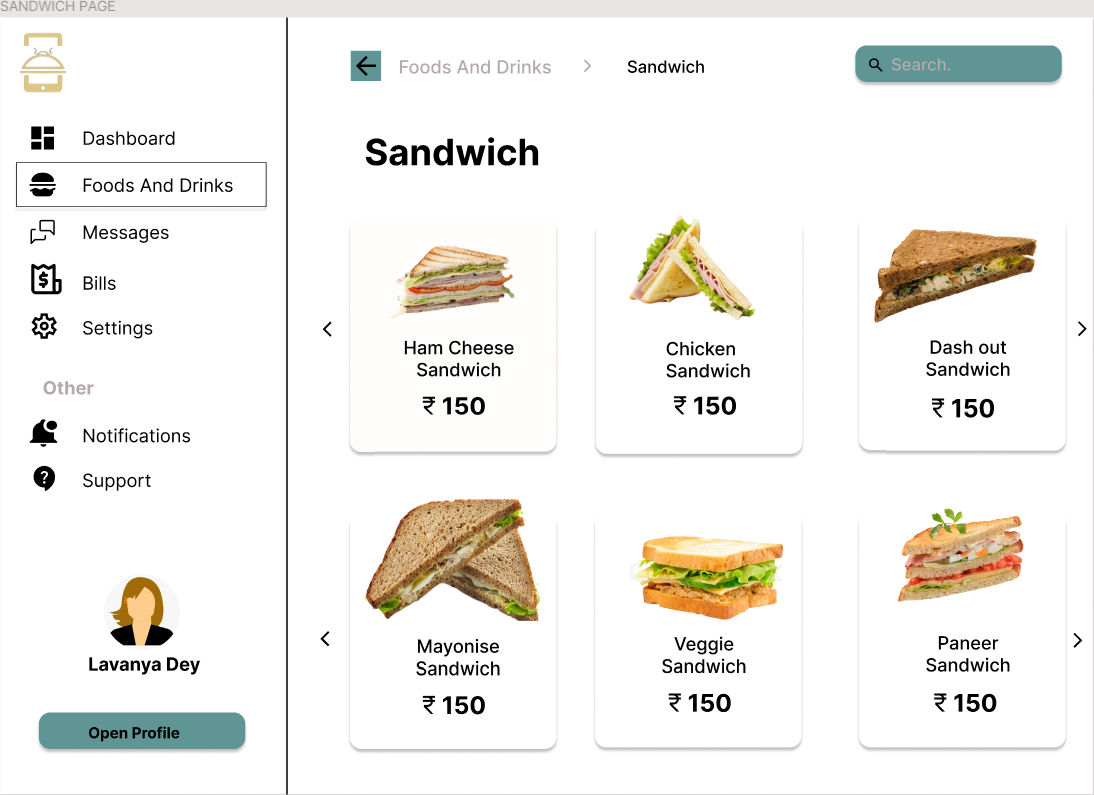 SANDWICH PAGE
Foods And Drinks > Sandwich
Search.
Dashboard
Foods And Drinks
Messages
Bills
Settings
Other
Notifications
Support
Lavanya Dey
Open Profile
Sandwich
Ham Cheese
Sandwich
₹ 150
Chicken
Sandwich
₹ 150
Dash out
Sandwich
₹ 150
Mayonise
Sandwich
₹ 150
Veggie
Sandwich
₹ 150
Paneer
Sandwich
₹ 150